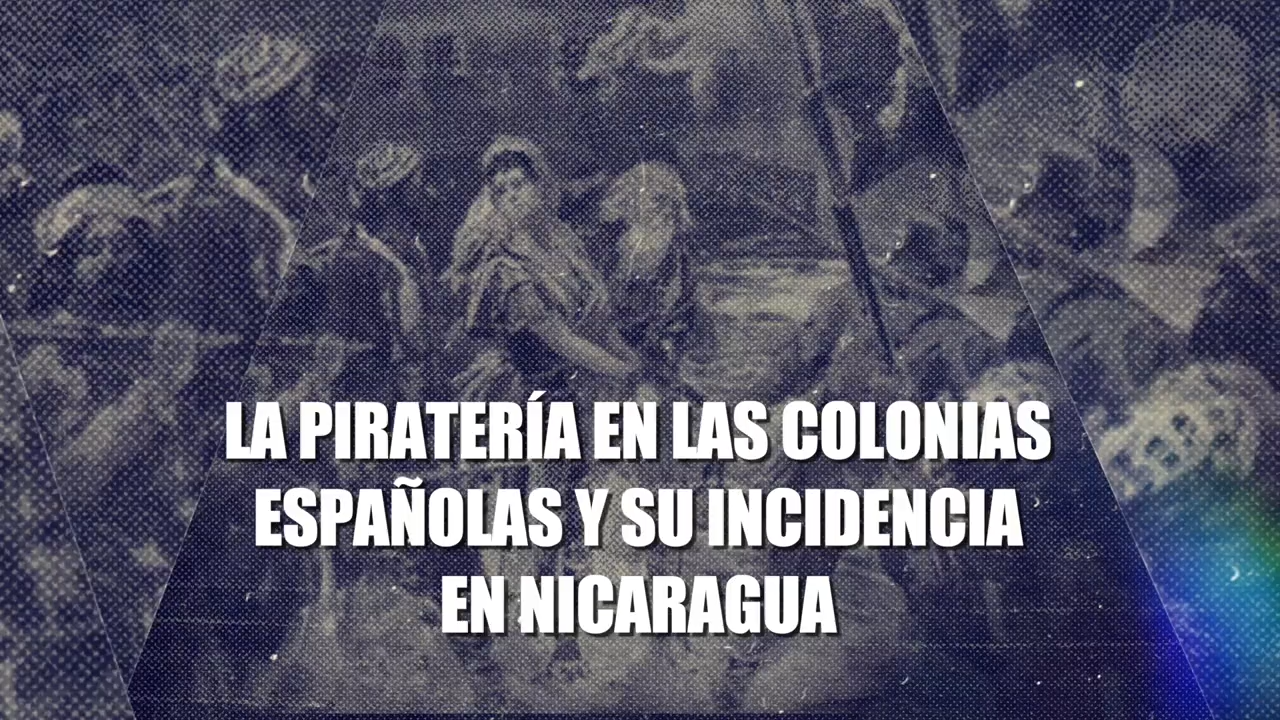 LA PIRATERÍA EN LAS COLONIAS
ESPAÑOLAS Y SU INCIDENCIA
EN NICARAGUA